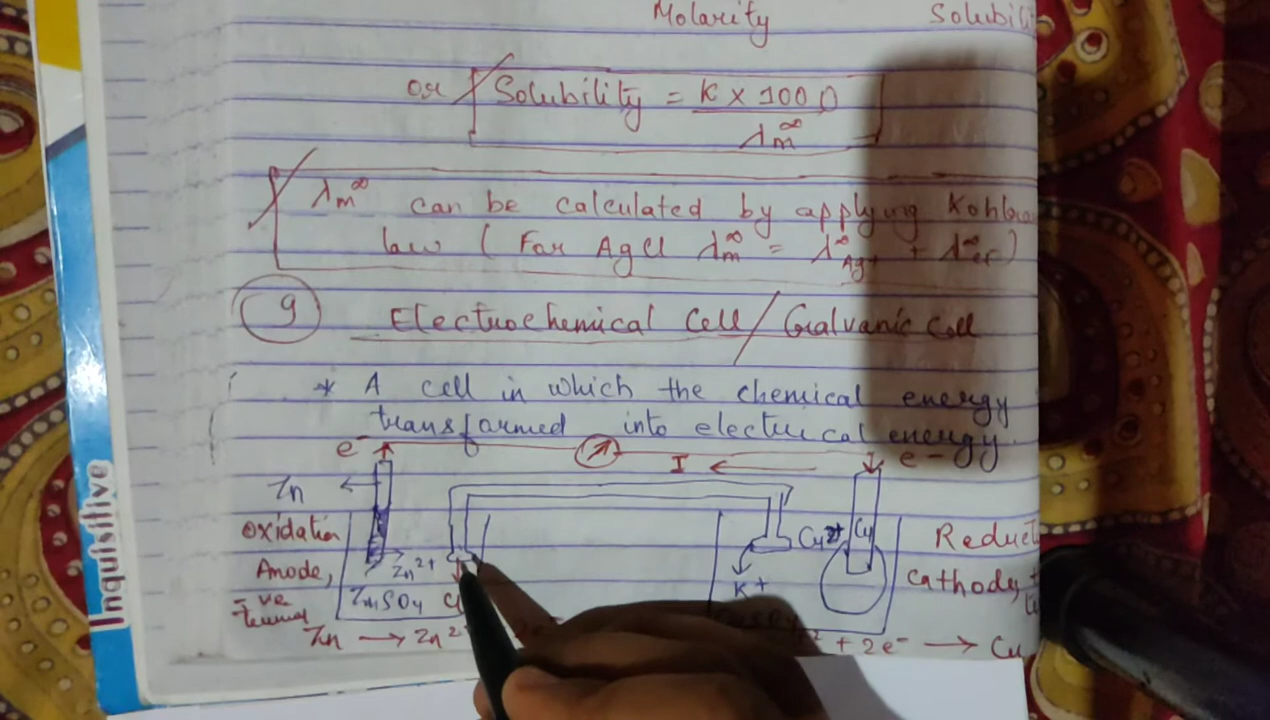 Molarity Solubili
or Solubility = K × 1000
λm∞
λm∞ can be calculated by applying Kohlra
law ( For AgCl λm∞ = λ∞Ag+ + λ∞Cl-)
9 Electrochemical Cell/Galvanic Cell
* A cell in which the chemical energy
transformed into electrical energy.
e- I ← e-
Zn ←
Oxidation Cu2+ Cu Reduct
Anode, Zn2+ K+ Cathode, +
-ve ZnSO4 Cl
terminal
Zn → Zn2+ + 2e- → Cu
Inquisitive